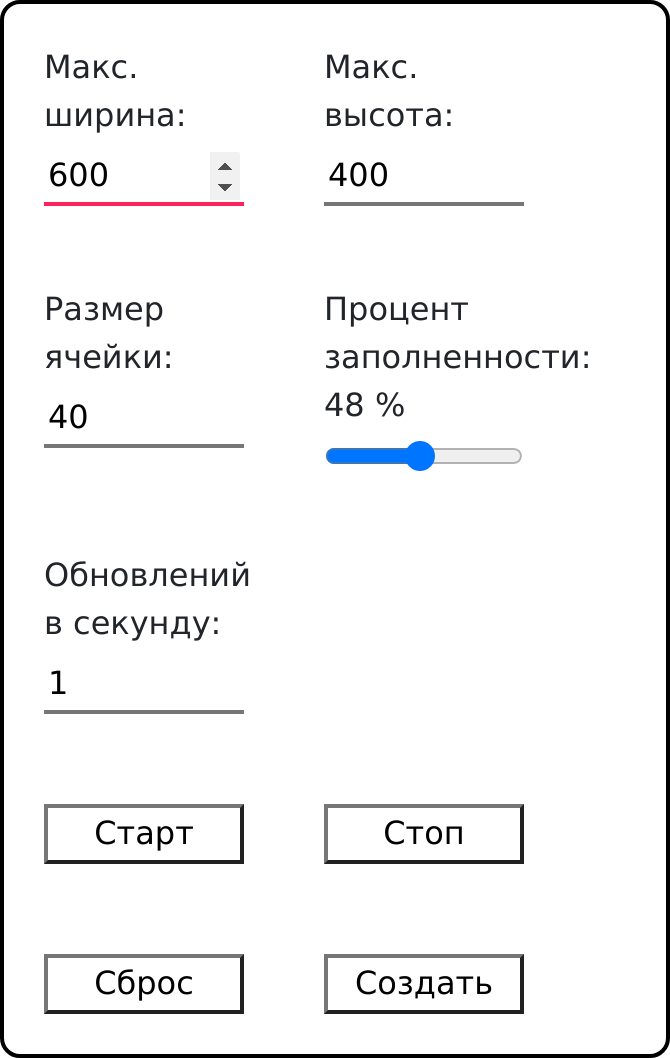 Макс.
ширина:
600
Макс.
высота:
400
Размер
ячейки:
40
Процент
заполненности:
48 %
Обновлений
в секунду:
1
Старт
Стоп
Сброс
Создать